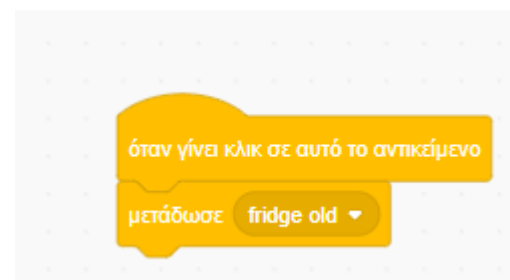 όταν γίνει κλικ σε αυτό το αντικείμενο
μετάδωσε fridge old